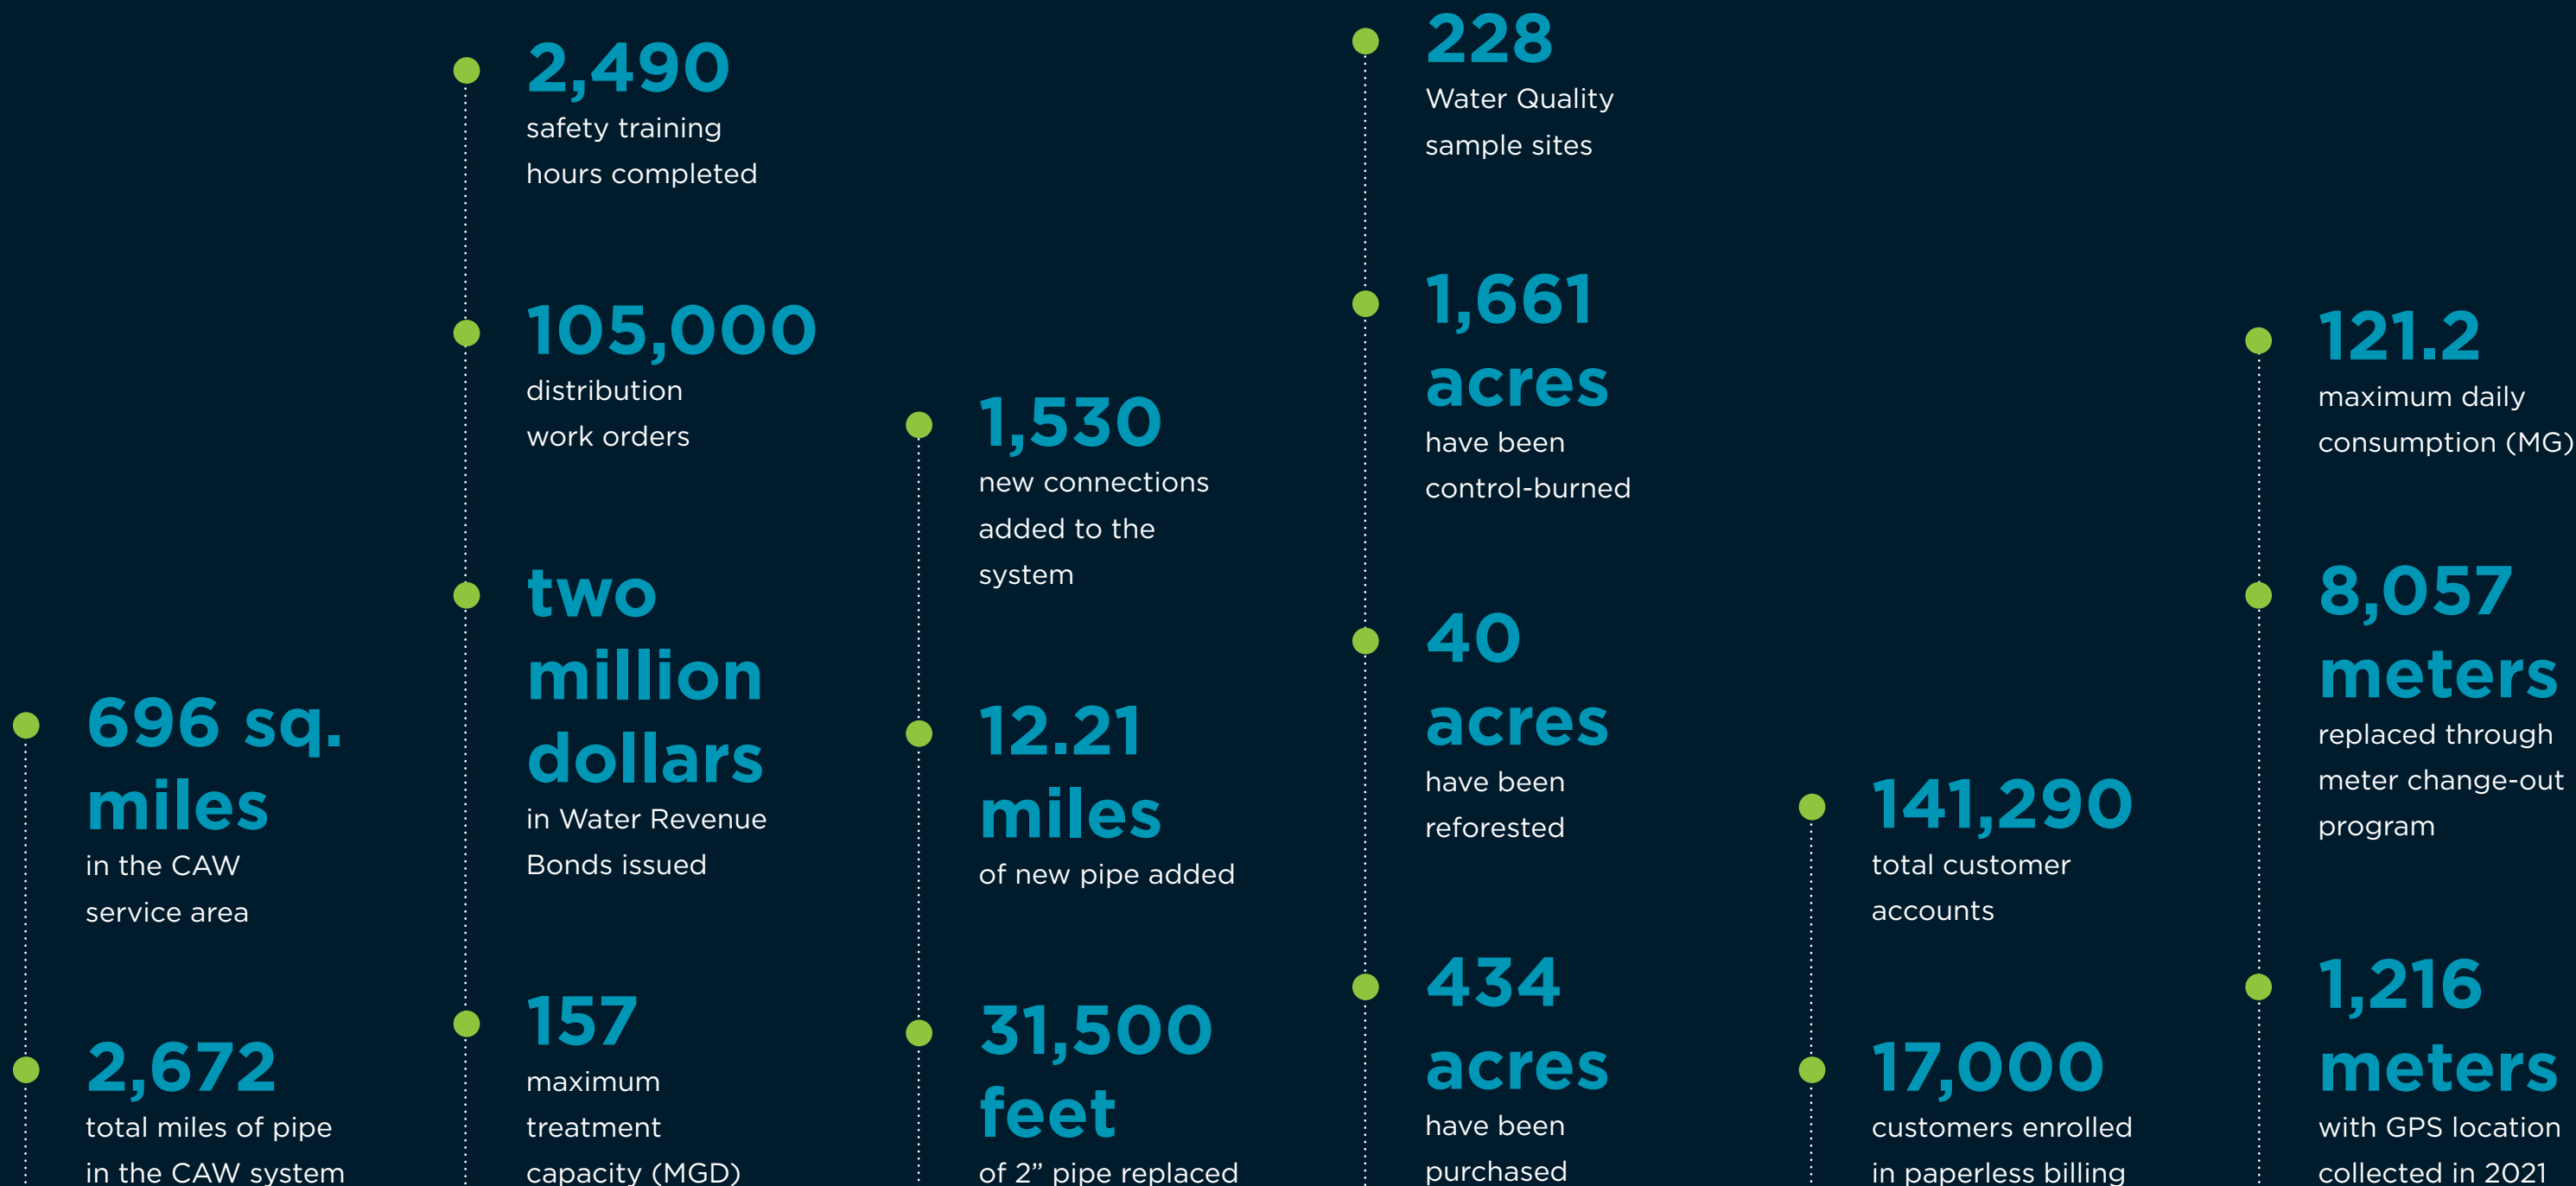 696 sq.
miles
in the CAW
service area
2,672
total miles of pipe
in the CAW system
2,490
safety training
hours completed
105,000
distribution
work orders
two
million
dollars
in Water Revenue
Bonds issued
157
maximum
treatment
capacity (MGD)
1,530
new connections
added to the
system
12.21
miles
of new pipe added
31,500
feet
of 2” pipe replaced
228
Water Quality
sample sites
1,661
acres
have been
control-burned
40
acres
have been
reforested
434
acres
have been
purchased
141,290
total customer
accounts
17,000
customers enrolled
in paperless billing
121.2
maximum daily
consumption (MG)
8,057
meters
replaced through
meter change-out
program
1,216
meters
with GPS location
collected in 2021